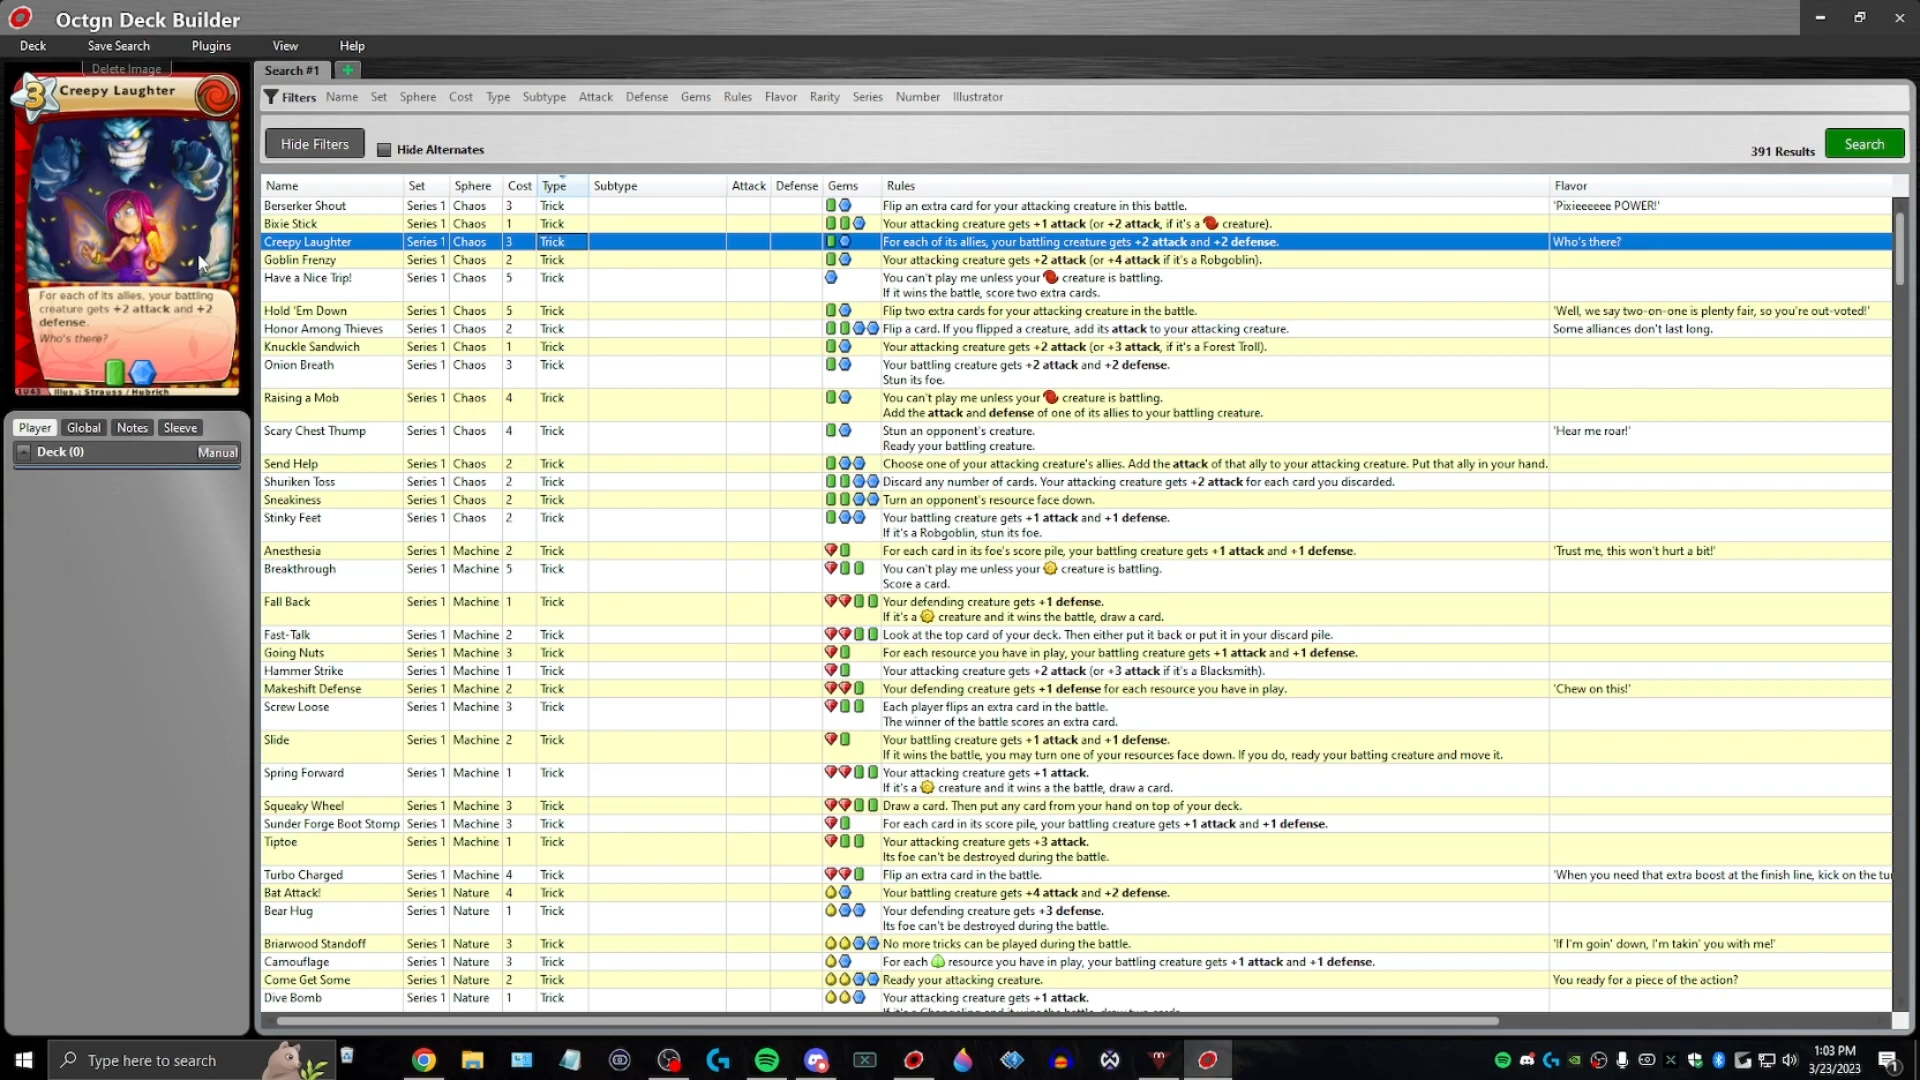 Octgn Deck Builder
Deck Save Search Plugins View Help
Delete Image
3 Creepy Laughter
For each of its allies, your battling
creature gets +2 attack and +2
defense.
Who's there?
1U43 Illus.: Strauss / Hubrich
Player Global Notes Sleeve
Deck (0) Manual
Search #1
Filters Name Set Sphere Cost Type Subtype Attack Defense Gems Rules Flavor Rarity Series Number Illustrator
Hide Filters Hide Alternates 391 Results Search
Name Set Sphere Cost Type Subtype Attack Defense Gems Rules Flavor
Berserker Shout Series 1 Chaos 3 Trick Flip an extra card for your attacking creature in this battle. 'Pixieeeeee POWER!'
Bixie Stick Series 1 Chaos 1 Trick Your attacking creature gets +1 attack (or +2 attack, if it's a creature).
Creepy Laughter Series 1 Chaos 3 Trick For each of its allies, your battling creature gets +2 attack and +2 defense. Who's there?
Goblin Frenzy Series 1 Chaos 2 Trick Your attacking creature gets +2 attack (or +4 attack if it's a Robgoblin).
Have a Nice Trip! Series 1 Chaos 5 Trick You can't play me unless your creature is battling.
If it wins the battle, score two extra cards.
Hold 'Em Down Series 1 Chaos 5 Trick Flip two extra cards for your attacking creature in the battle. 'Well, we say two-on-one is plenty fair, so you're out-voted!'
Honor Among Thieves Series 1 Chaos 2 Trick Flip a card. If you flipped a creature, add its attack to your attacking creature. Some alliances don't last long.
Knuckle Sandwich Series 1 Chaos 1 Trick Your attacking creature gets +2 attack (or +3 attack, if it's a Forest Troll).
Onion Breath Series 1 Chaos 3 Trick Your battling creature gets +2 attack and +2 defense.
Stun its foe.
Raising a Mob Series 1 Chaos 4 Trick You can't play me unless your creature is battling.
Add the attack and defense of one of its allies to your battling creature.
Scary Chest Thump Series 1 Chaos 4 Trick Stun an opponent's creature. 'Hear me roar!'
Ready your battling creature.
Send Help Series 1 Chaos 2 Trick Choose one of your attacking creature's allies. Add the attack of that ally to your attacking creature. Put that ally in your hand.
Shuriken Toss Series 1 Chaos 2 Trick Discard any number of cards. Your attacking creature gets +2 attack for each card you discarded.
Sneakiness Series 1 Chaos 2 Trick Turn an opponent's resource face down.
Stinky Feet Series 1 Chaos 2 Trick Your battling creature gets +1 attack and +1 defense.
If it's a Robgoblin, stun its foe.
Anesthesia Series 1 Machine 2 Trick For each card in its foe's score pile, your battling creature gets +1 attack and +1 defense. 'Trust me, this won't hurt a bit!'
Breakthrough Series 1 Machine 5 Trick You can't play me unless your creature is battling.
Score a card.
Fall Back Series 1 Machine 1 Trick Your defending creature gets +1 defense.
If it's a creature and it wins the battle, draw a card.
Fast-Talk Series 1 Machine 2 Trick Look at the top card of your deck. Then either put it back or put it in your discard pile.
Going Nuts Series 1 Machine 3 Trick For each resource you have in play, your battling creature gets +1 attack and +1 defense.
Hammer Strike Series 1 Machine 1 Trick Your attacking creature gets +2 attack (or +3 attack if it's a Blacksmith).
Makeshift Defense Series 1 Machine 2 Trick Your defending creature gets +1 defense for each resource you have in play. 'Chew on this!'
Screw Loose Series 1 Machine 3 Trick Each player flips an extra card in the battle.
The winner of the battle scores an extra card.
Slide Series 1 Machine 2 Trick Your battling creature gets +1 attack and +1 defense.
If it wins the battle, you may turn one of your resources face down. If you do, ready your batting creature and move it.
Spring Forward Series 1 Machine 1 Trick Your attacking creature gets +1 attack.
If it's a creature and it wins a the battle, draw a card.
Squeaky Wheel Series 1 Machine 3 Trick Draw a card. Then put any card from your hand on top of your deck.
Sunder Forge Boot Stomp Series 1 Machine 3 Trick For each card in its score pile, your battling creature gets +1 attack and +1 defense.
Tiptoe Series 1 Machine 1 Trick Your attacking creature gets +3 attack.
Its foe can't be destroyed during the battle.
Turbo Charged Series 1 Machine 4 Trick Flip an extra card in the battle. 'When you need that extra boost at the finish line, kick on the tu
Bat Attack! Series 1 Nature 4 Trick Your battling creature gets +4 attack and +2 defense.
Bear Hug Series 1 Nature 1 Trick Your defending creature gets +3 defense.
Its foe can't be destroyed during the battle.
Briarwood Standoff Series 1 Nature 3 Trick No more tricks can be played during the battle. 'If I'm goin' down, I'm takin' you with me!'
Camouflage Series 1 Nature 3 Trick For each resource you have in play, your battling creature gets +1 attack and +1 defense.
Come Get Some Series 1 Nature 2 Trick Ready your attacking creature. You ready for a piece of the action?
Dive Bomb Series 1 Nature 1 Trick Your attacking creature gets +1 attack.
Type here to search
1:03 PM
3/23/2023